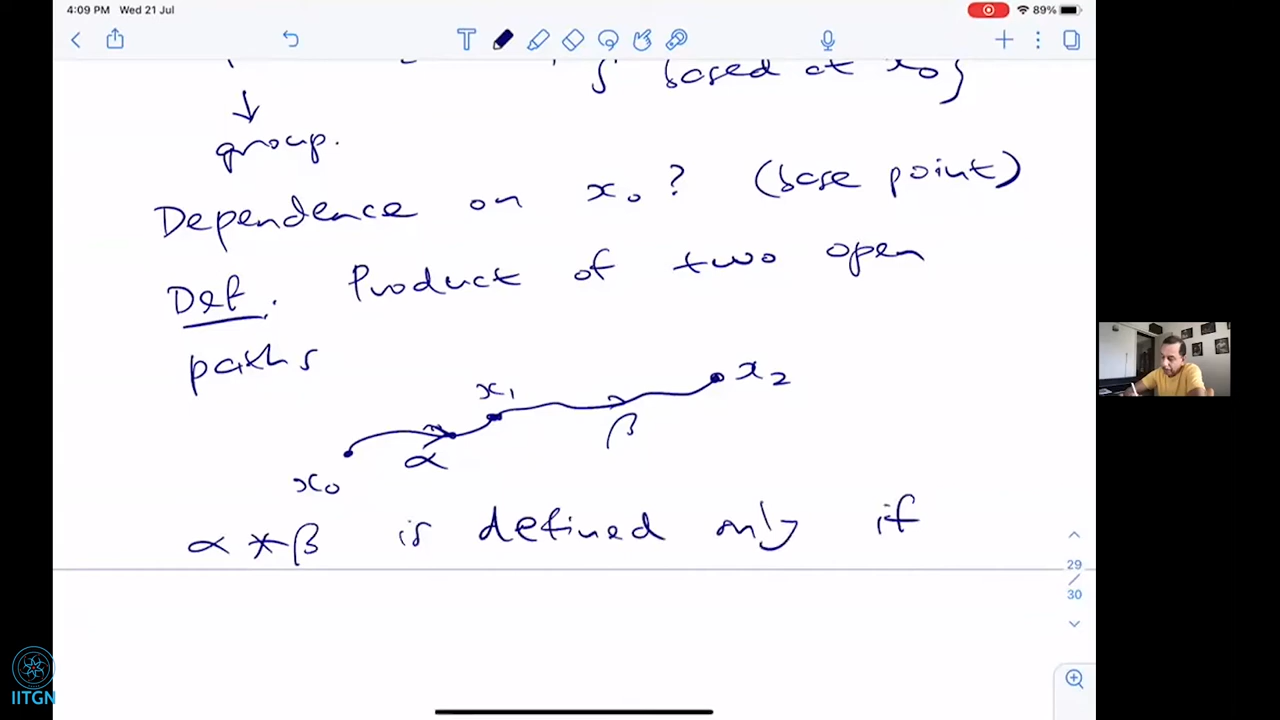 4:09 PM Wed 21 Jul
89%
based at x₀}
group.
Dependence on x₀ ? (base point)
Def. Product of two open
paths
x₁
x₂
β
α
x₀
α * β is defined only if
29
30
IITGN